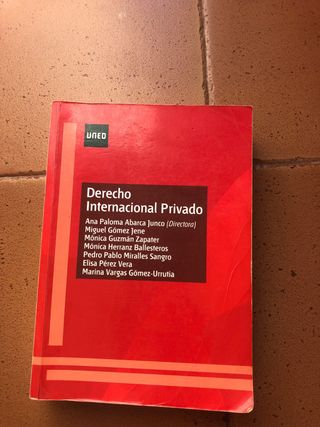 UNED
Derecho
Internacional Privado
Ana Paloma Abarca Junco (Directora)
Miguel Gómez Jene
Mónica Guzmán Zapater
Mónica Herranz Ballesteros
Pedro Pablo Miralles Sangro
Elisa Pérez Vera
Marina Vargas Gómez-Urrutia